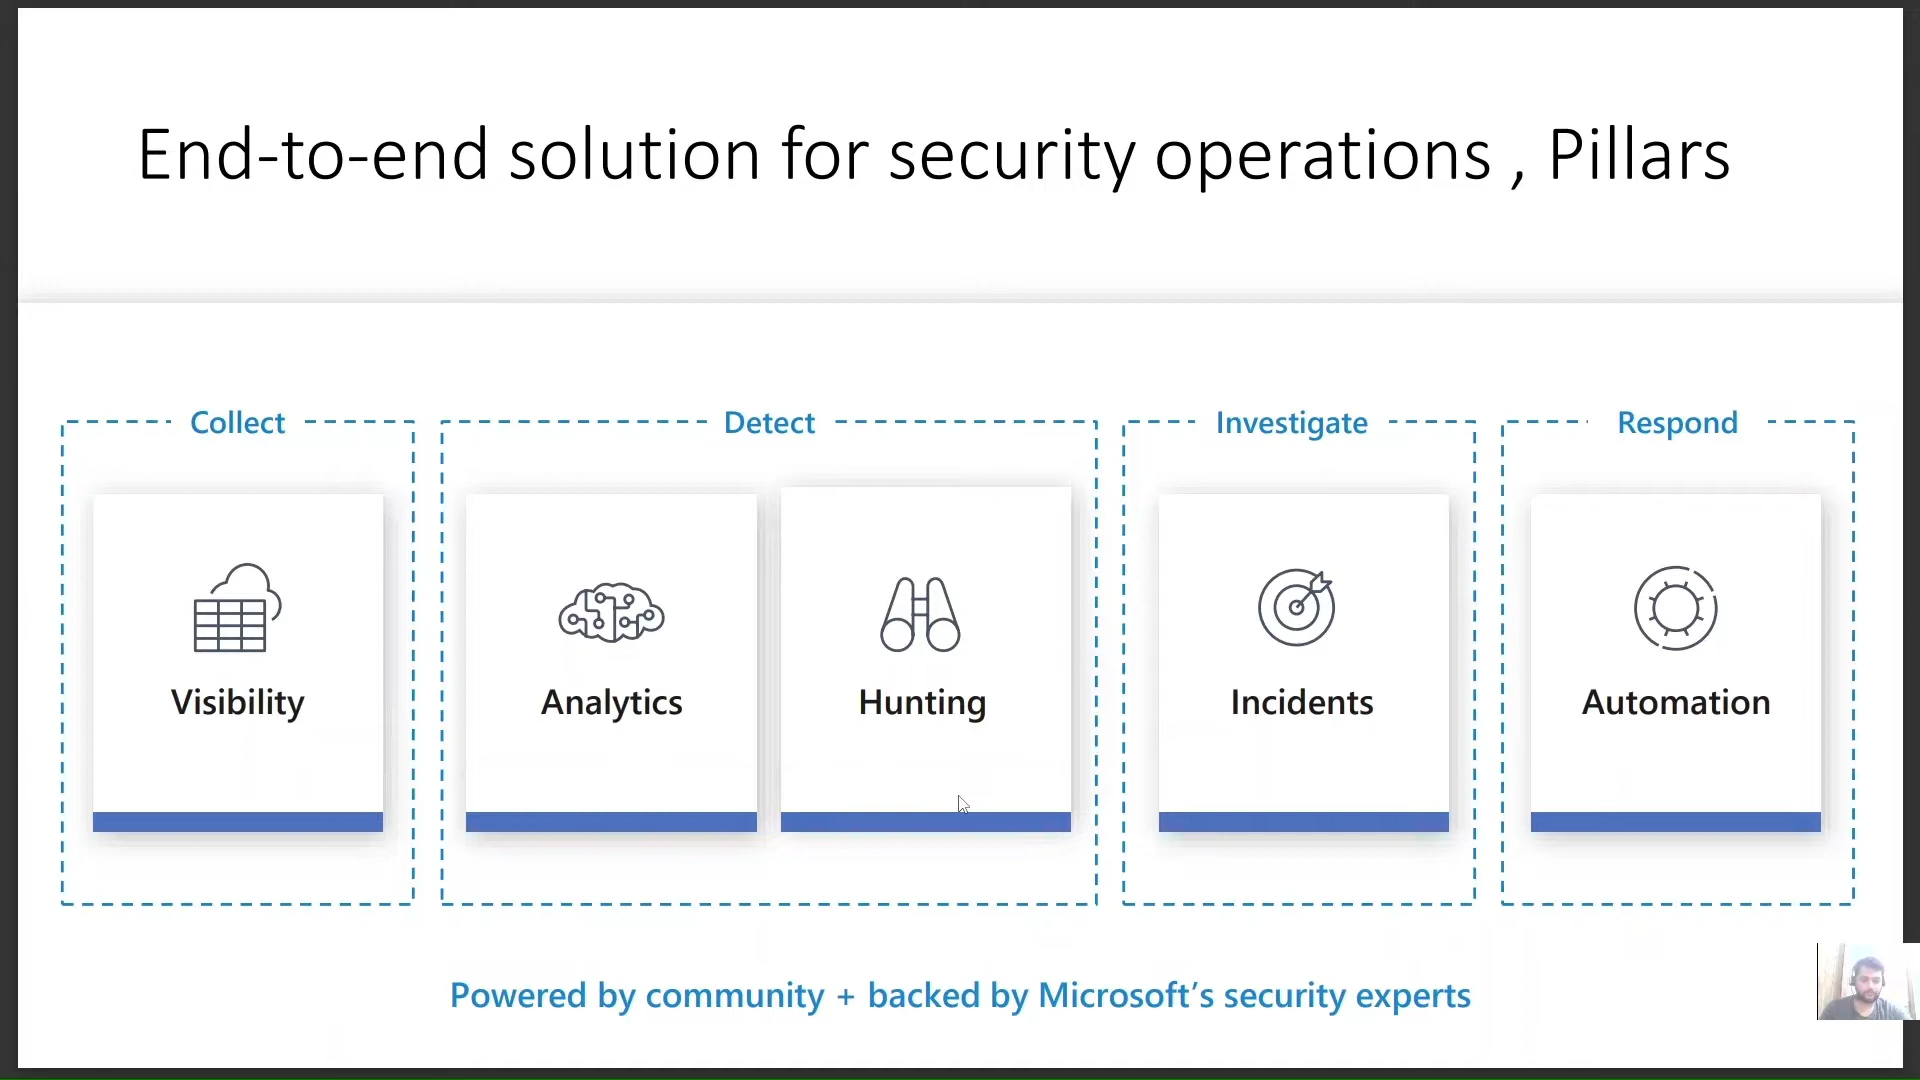 End-to-end solution for security operations , Pillars
Collect
Detect
Investigate
Respond
Visibility
Analytics
Hunting
Incidents
Automation
Powered by community + backed by Microsoft’s security experts